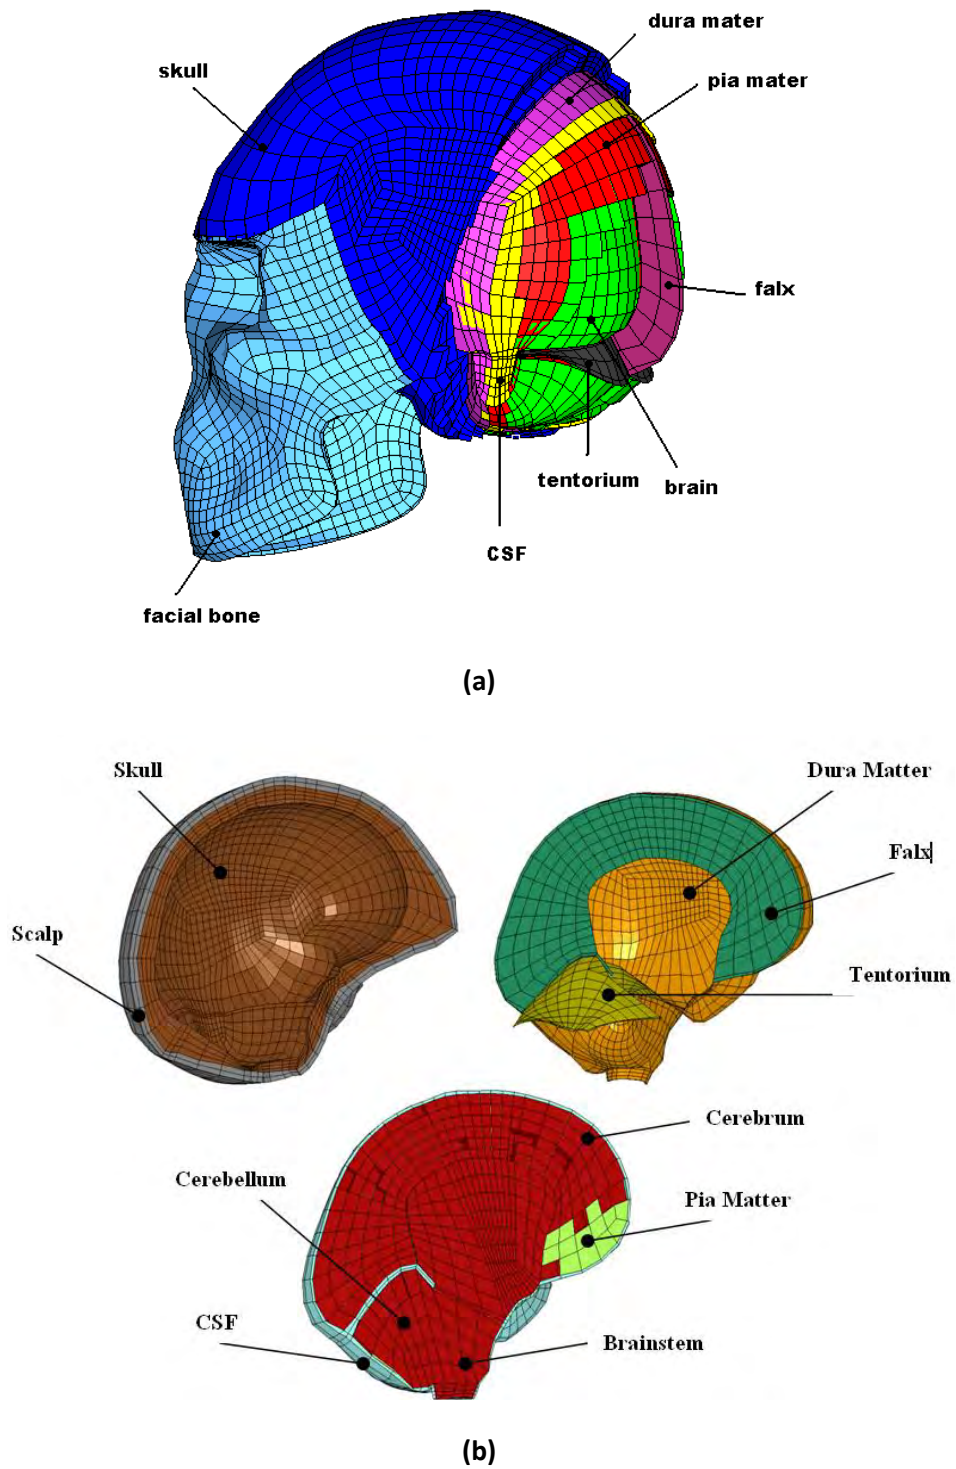 dura mater
skull
pia mater
falx
tentorium
brain
CSF
facial bone
(a)
Skull
Dura Matter
Falx
Scalp
Tentorium
Cerebrum
Cerebellum
Pia Matter
CSF
Brainstem
(b)